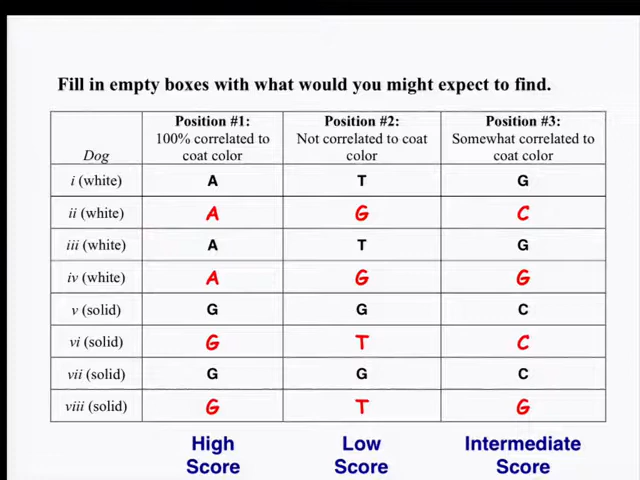 Fill in empty boxes with what would you might expect to find.
Dog Position #1: 100% correlated to coat color Position #2: Not correlated to coat color Position #3: Somewhat correlated to coat color
i (white) A T G
ii (white) A G C
iii (white) A T G
iv (white) A G G
v (solid) G G C
vi (solid) G T C
vii (solid) G G C
viii (solid) G T G
High Score Low Score Intermediate Score